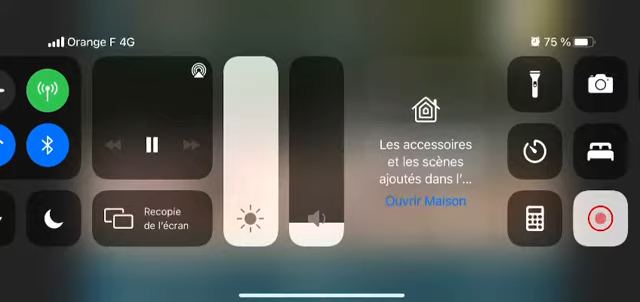 Orange F 4G
75 %
Les accessoires
et les scènes
ajoutés dans l'...
Ouvrir Maison
Recopie
de l'écran